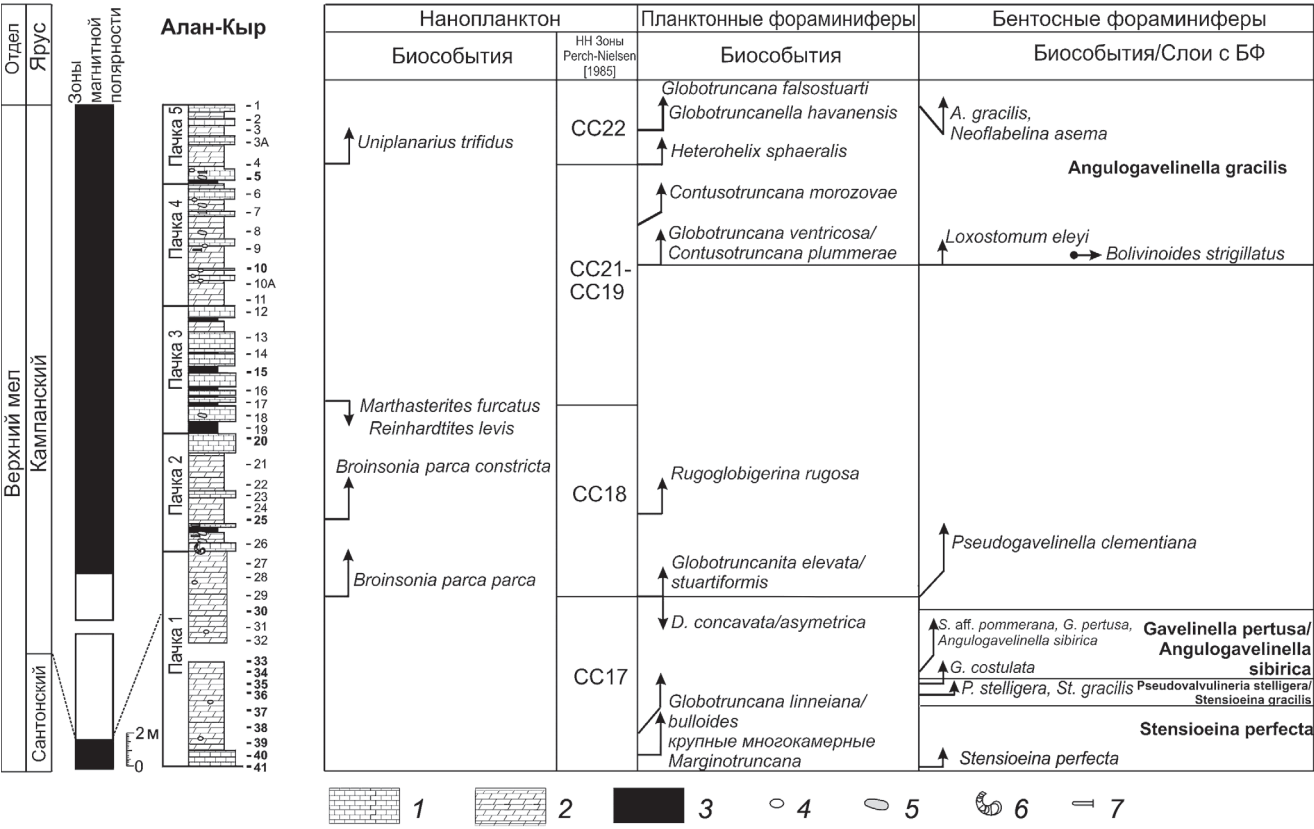 Отдел
Ярус
Зоны
магнитной
полярности
Алан-Кыр
Нанопланктон
Биособытия
НН Зоны
Perch-Nielsen
[1985]
Планктонные фораминиферы
Биособытия
Бентосные фораминиферы
Биособытия/Слои с БФ
Верхний мел
Кампанский
Сантонский
2 м
0
Пачка 5
Пачка 4
Пачка 3
Пачка 2
Пачка 1
1
2
3
3А
4
5
6
7
8
9
10
10А
11
12
13
14
15
16
17
18
19
20
21
22
23
24
25
26
27
28
29
30
31
32
33
34
35
36
37
38
39
40
41
Uniplanarius trifidus
Marthasterites furcatus
Reinhardtites levis
Broinsonia parca constricta
Broinsonia parca parca
CC22
CC21-
CC19
CC18
CC17
Globotruncana falsostuarti
Globotruncanella havanensis
Heterohelix sphaeralis
Contusotruncana morozovae
Globotruncana ventricosa/
Contusotruncana plummerae
Rugoglobigerina rugosa
Globotruncanita elevata/
stuartiformis
D. concavata/asymetrica
Globotruncana linneiana/
bulloides
крупные многокамерные
Marginotruncana
A. gracilis,
Neoflabelina asema
Angulogavelinella gracilis
Loxostomum eleyi
Bolivinoides strigillatus
Pseudogavelinella clementiana
S. aff. pommerana, G. pertusa,
Angulogavelinella sibirica
Gavelinella pertusa/
Angulogavelinella
sibirica
G. costulata
P. stelligera, St. gracilis
Pseudovalvulineria stelligera/
Stensioeina gracilis
Stensioeina perfecta
Stensioeina perfecta
1
2
3
4
5
6
7